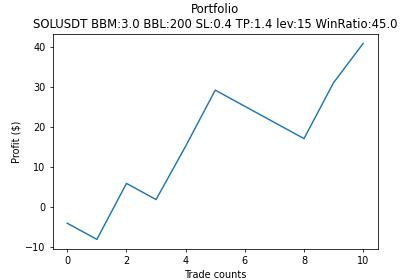 Portfolio
SOLUSDT BBM:3.0 BBL:200 SL:0.4 TP:1.4 lev:15 WinRatio:45.0
40
30
20
10
0
−10
Profit ($)
0 2 4 6 8 10
Trade counts